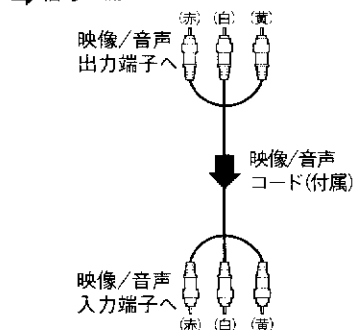 (赤) (白) (黄)
映像/音声
出力端子へ
映像/音声
コード(付属)
映像/音声
入力端子へ
(赤) (白) (黄)